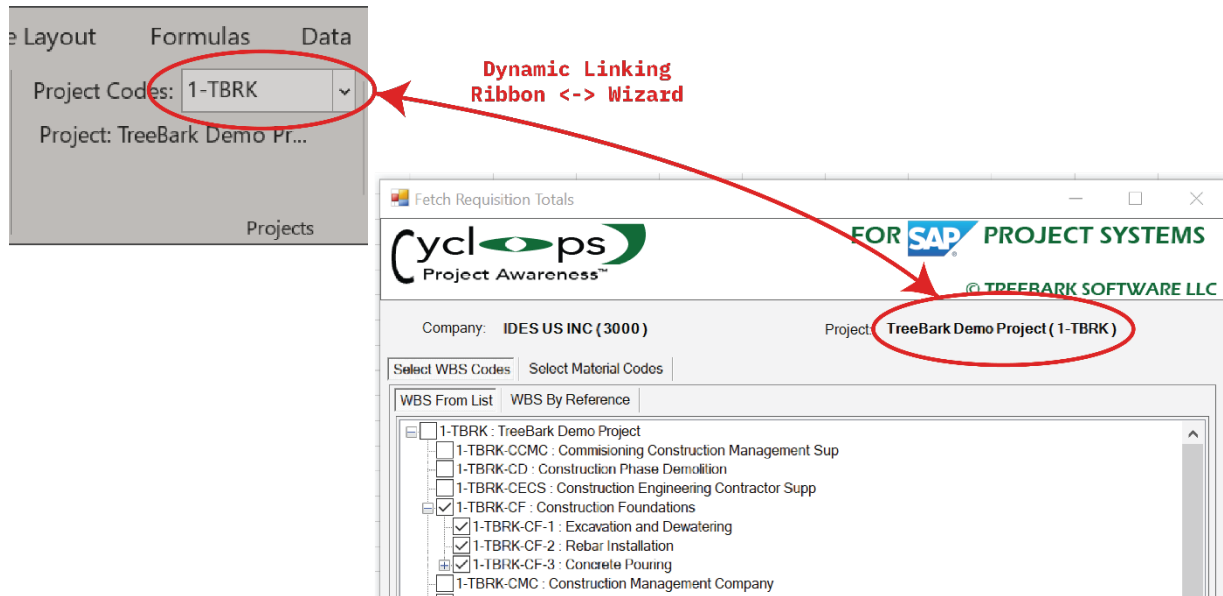 e Layout Formulas Data
Project Codes: 1-TBRK
Project: TreeBark Demo Pr...
Projects
Dynamic Linking
Ribbon <-> Wizard
Fetch Requisition Totals
Cyclops
Project Awareness™
FOR SAP® PROJECT SYSTEMS
© TREEBARK SOFTWARE LLC
Company: IDES US INC ( 3000 ) Project: TreeBark Demo Project ( 1-TBRK )
Select WBS Codes Select Material Codes
WBS From List WBS By Reference
1-TBRK : TreeBark Demo Project
1-TBRK-CCMC : Commisioning Construction Management Sup
1-TBRK-CD : Construction Phase Demolition
1-TBRK-CECS : Construction Engineering Contractor Supp
1-TBRK-CF : Construction Foundations
1-TBRK-CF-1 : Excavation and Dewatering
1-TBRK-CF-2 : Rebar Installation
1-TBRK-CF-3 : Concrete Pouring
1-TBRK-CMC : Construction Management Company